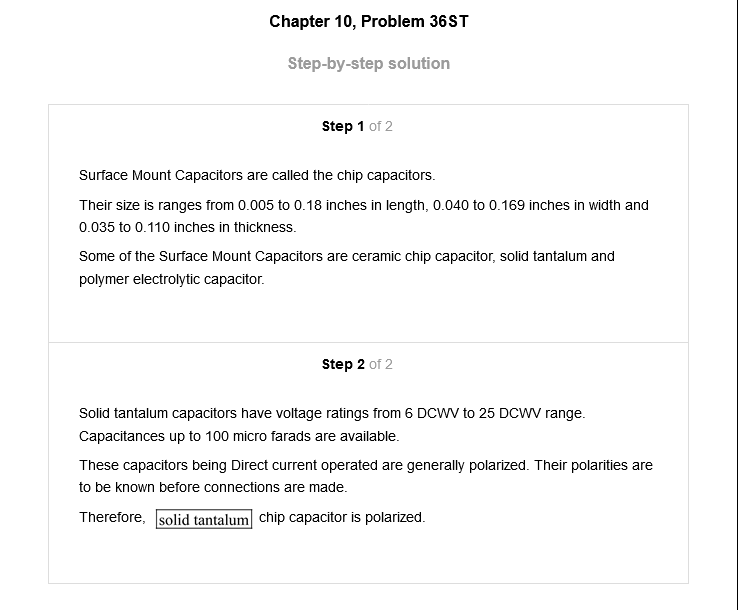 Chapter 10, Problem 36ST
Step-by-step solution
Step 1 of 2
Surface Mount Capacitors are called the chip capacitors.
Their size is ranges from 0.005 to 0.18 inches in length, 0.040 to 0.169 inches in width and
0.035 to 0.110 inches in thickness.
Some of the Surface Mount Capacitors are ceramic chip capacitor, solid tantalum and
polymer electrolytic capacitor.
Step 2 of 2
Solid tantalum capacitors have voltage ratings from 6 DCWV to 25 DCWV range.
Capacitances up to 100 micro farads are available.
These capacitors being Direct current operated are generally polarized. Their polarities are
to be known before connections are made.
Therefore, solid tantalum chip capacitor is polarized.